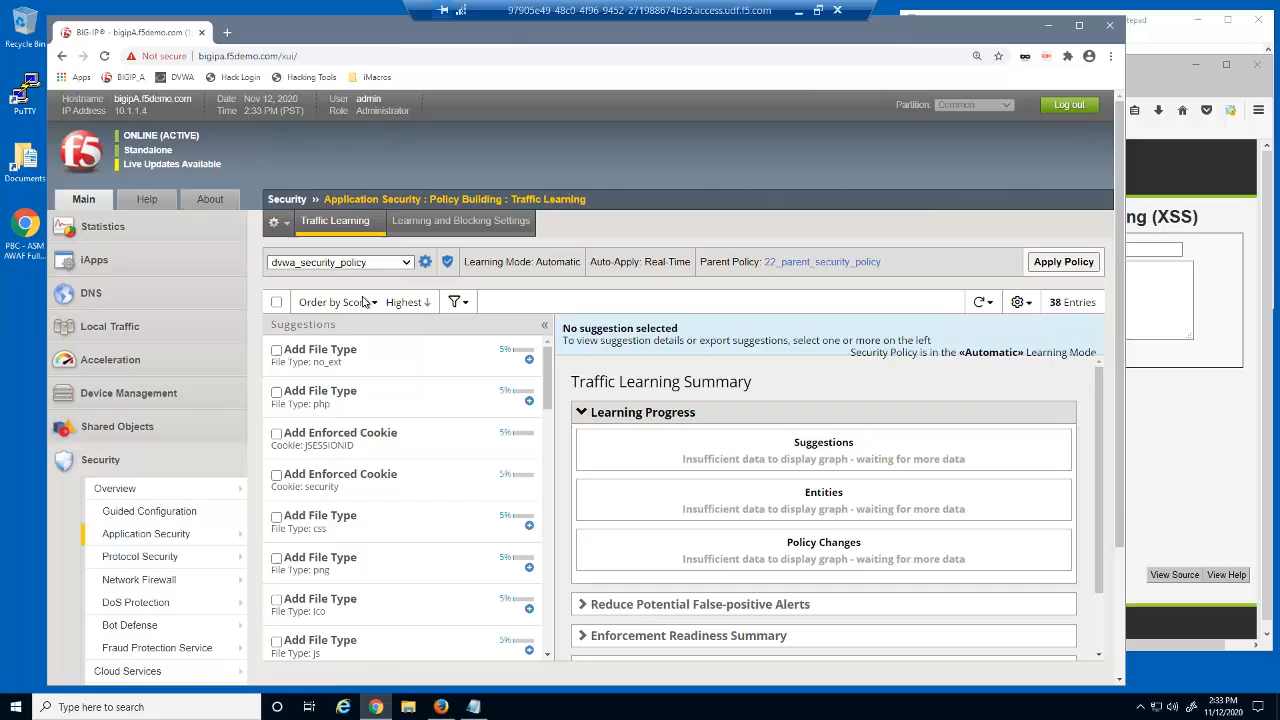 97905e49-48c0-4f96-9452-271988674b35.access.udf.f5.com
Recycle Bin
PuTTY
Documents
PBC - ASM
AWAF Full...
BIG-IP® - bigipA.f5demo.com (1
Not secure
bigipa.f5demo.com/xui/
Apps
BIGIP_A
DVWA
Hack Login
Hacking Tools
iMacros
Hostname bigipA.f5demo.com
IP Address 10.1.1.4
Date Nov 12, 2020
Time 2:33 PM (PST)
User admin
Role Administrator
Partition: Common
Log out
f5
ONLINE (ACTIVE)
Standalone
Live Updates Available
Main
Help
About
Statistics
iApps
DNS
Local Traffic
Acceleration
Device Management
Shared Objects
Security
Overview
Guided Configuration
Application Security
Protocol Security
Network Firewall
DoS Protection
Bot Defense
Fraud Protection Service
Cloud Services
Security » Application Security : Policy Building : Traffic Learning
Traffic Learning
Learning and Blocking Settings
dvwa_security_policy
Learning Mode: Automatic
Auto-Apply: Real-Time
Parent Policy: 22_parent_security_policy
Apply Policy
Order by Score
Highest
38 Entries
Suggestions
«
Add File Type
File Type: no_ext
5%
Add File Type
File Type: php
5%
Add Enforced Cookie
Cookie: JSESSIONID
5%
Add Enforced Cookie
Cookie: security
5%
Add File Type
File Type: css
5%
Add File Type
File Type: png
5%
Add File Type
File Type: ico
5%
Add File Type
File Type: js
5%
No suggestion selected
To view suggestion details or export suggestions, select one or more on the left
Security Policy is in the «Automatic» Learning Mode
Traffic Learning Summary
Learning Progress
Suggestions
Insufficient data to display graph - waiting for more data
Entities
Insufficient data to display graph - waiting for more data
Policy Changes
Insufficient data to display graph - waiting for more data
Reduce Potential False-positive Alerts
Enforcement Readiness Summary
tepad
ng (XSS)
View Source
View Help
Type here to search
2:33 PM
11/12/2020